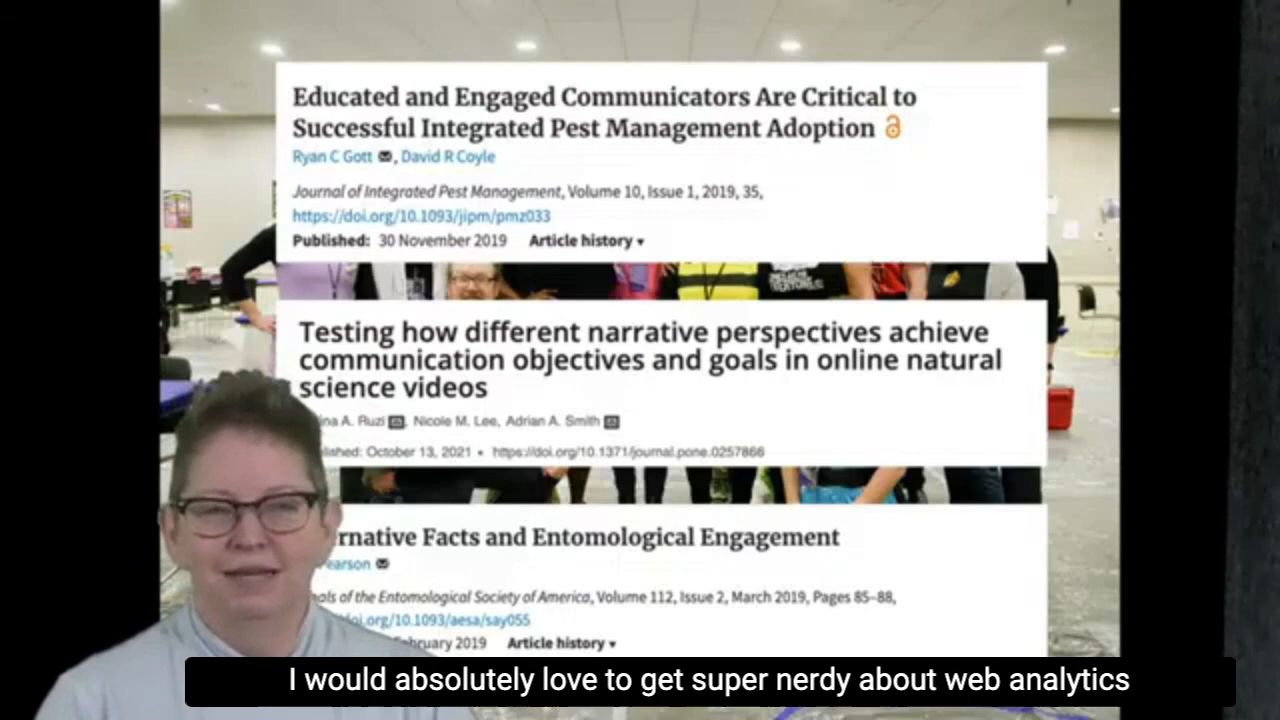 Educated and Engaged Communicators Are Critical to
Successful Integrated Pest Management Adoption
Ryan C Gott , David R Coyle
Journal of Integrated Pest Management, Volume 10, Issue 1, 2019, 35,
https://doi.org/10.1093/jipm/pmz033
Published: 30 November 2019 Article history
Testing how different narrative perspectives achieve
communication objectives and goals in online natural
science videos
A. Ruzi , Nicole M. Lee, Adrian A. Smith
October 13, 2021 • https://doi.org/10.1371/journal.pone.0257866
Facts and Entomological Engagement
of the Entomological Society of America, Volume 112, Issue 2, March 2019, Pages 85–88,
2019 Article history
I would absolutely love to get super nerdy about web analytics